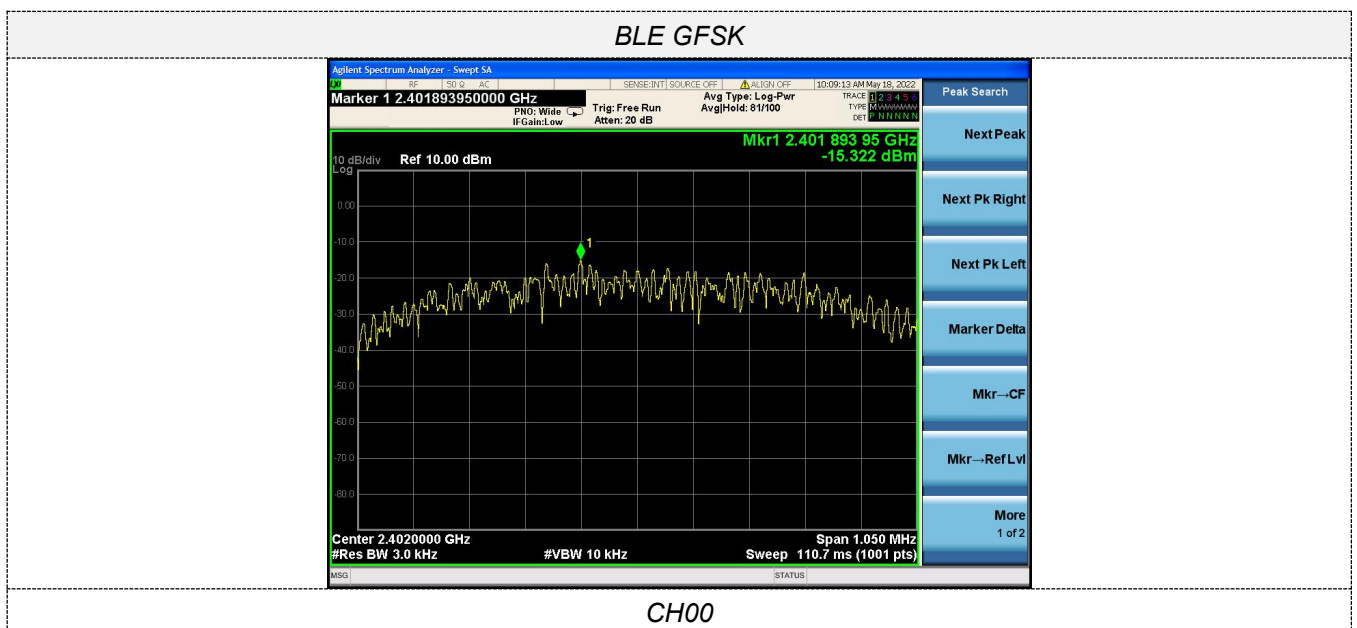 BLE GFSK
Agilent Spectrum Analyzer - Swept SA
RF 50 Ω AC SENSE:INT SOURCE OFF ALIGN OFF 10:09:13 AM May 18, 2022
Marker 1 2.401893950000 GHz
PNO: Wide
IFGain:Low
Trig: Free Run
Atten: 20 dB
Avg Type: Log-Pwr
Avg|Hold: 81/100
TRACE 1 2 3 4 5 6
TYPE M
DET P N N N N N
Mkr1 2.401 893 95 GHz
-15.322 dBm
10 dB/div Ref 10.00 dBm
Log
0.00
-10.0
-20.0
-30.0
-40.0
-50.0
-60.0
-70.0
-80.0
1
Center 2.4020000 GHz Span 1.050 MHz
#Res BW 3.0 kHz #VBW 10 kHz Sweep 110.7 ms (1001 pts)
MSG STATUS
Peak Search
Next Peak
Next Pk Right
Next Pk Left
Marker Delta
Mkr→CF
Mkr→Ref Lvl
More
1 of 2
CH00